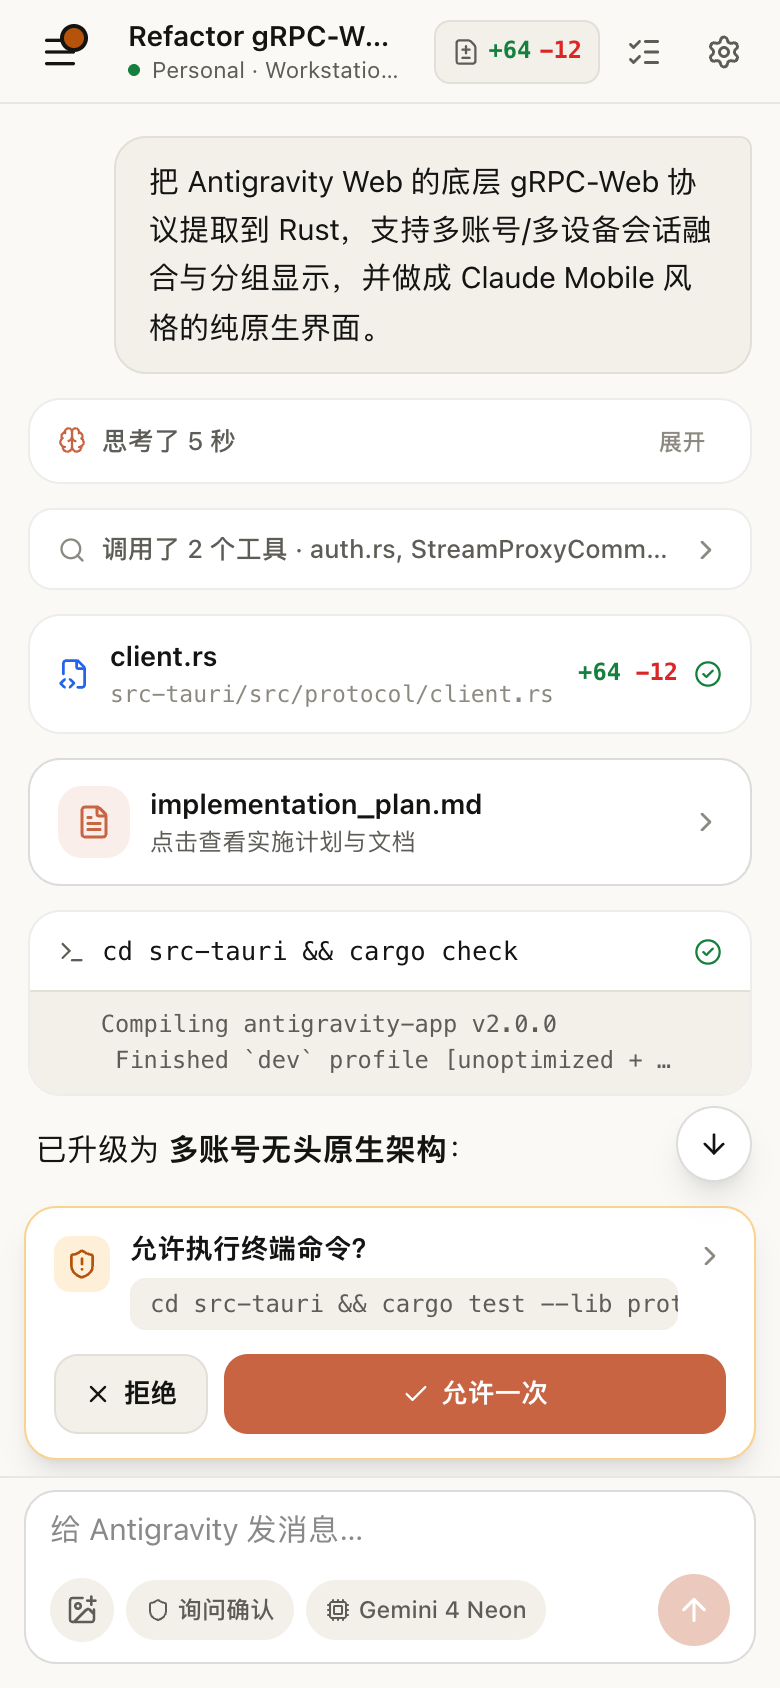 Refactor gRPC-W...
Personal · Workstatio...
+64 −12
把 Antigravity Web 的底层 gRPC-Web 协
议提取到 Rust，支持多账号/多设备会话融
合与分组显示，并做成 Claude Mobile 风
格的纯原生界面。
思考了 5 秒
展开
调用了 2 个工具 · auth.rs, StreamProxyComm...
client.rs
src-tauri/src/protocol/client.rs
+64 −12
implementation_plan.md
点击查看实施计划与文档
cd src-tauri && cargo check
Compiling antigravity-app v2.0.0
Finished `dev` profile [unoptimized + …
已升级为 多账号无头原生架构：
允许执行终端命令?
cd src-tauri && cargo test --lib prot
拒绝
允许一次
给 Antigravity 发消息...
询问确认
Gemini 4 Neon